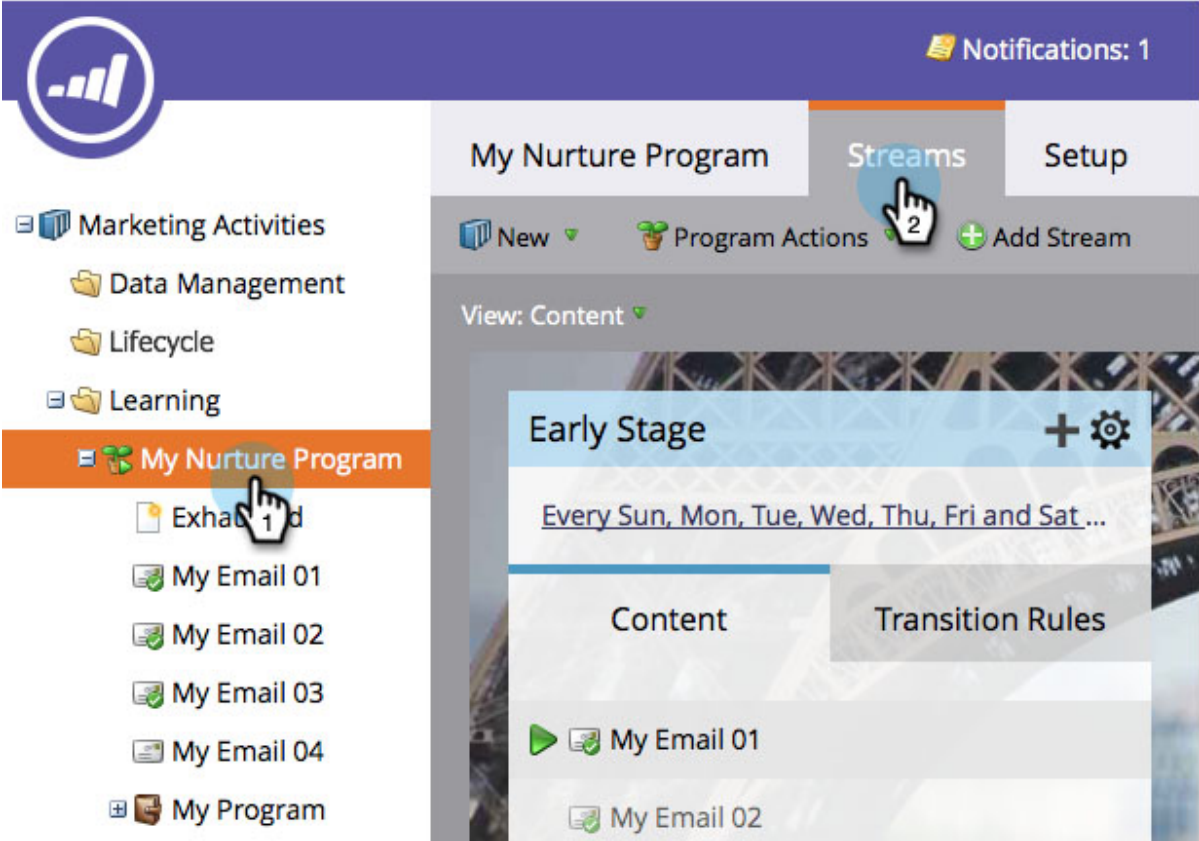 Notifications: 1
My Nurture Program
Streams
Setup
2
New
Program Actions
Add Stream
View: Content
Marketing Activities
Data Management
Lifecycle
Learning
My Nurture Program
1
My Email 01
My Email 02
My Email 03
My Email 04
My Program
Early Stage
Every Sun, Mon, Tue, Wed, Thu, Fri and Sat ...
Content
Transition Rules
My Email 01
My Email 02